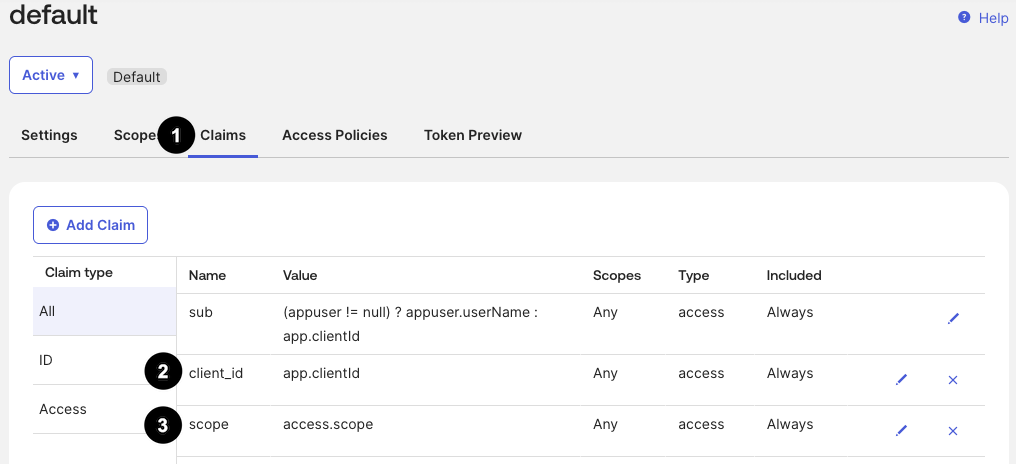 default
Help
Active
Default
Settings Scope 1 Claims Access Policies Token Preview
Add Claim
Claim type
All
ID
Access
Name Value Scopes Type Included
sub (appuser != null) ? appuser.userName : Any access Always
app.clientId
2 client_id app.clientId Any access Always
3 scope access.scope Any access Always